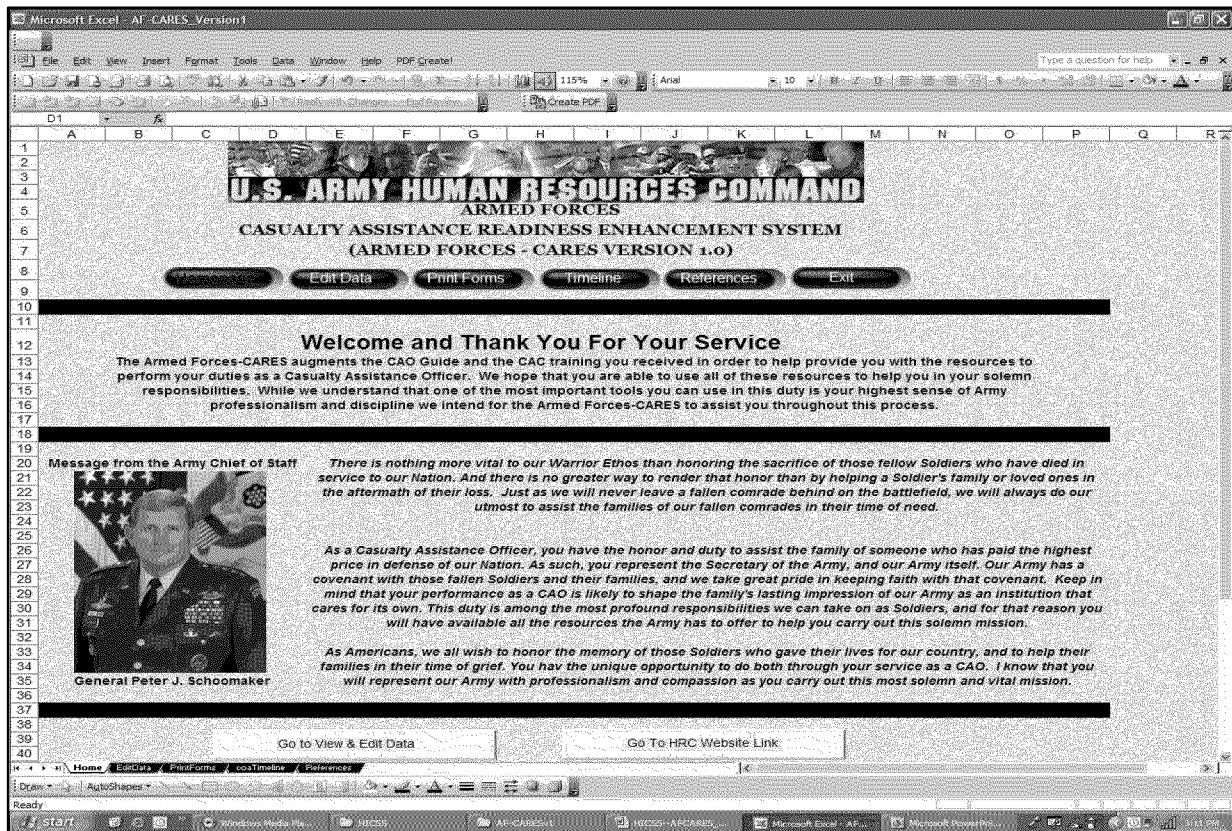 Microsoft Excel - AF-CARES_Version1
File Edit View Insert Format Tools Data Window Help PDF Create!
Type a question for help
115%
Arial
10
Create PDF
D1
fx
A B C D E F G H I J K L M N O P Q R
U.S. ARMY HUMAN RESOURCES COMMAND
ARMED FORCES
CASUALTY ASSISTANCE READINESS ENHANCEMENT SYSTEM
(ARMED FORCES - CARES VERSION 1.0)
Edit Data Print Forms Timeline References Exit
Welcome and Thank You For Your Service
The Armed Forces-CARES augments the CAO Guide and the CAC training you received in order to help provide you with the resources to
perform your duties as a Casualty Assistance Officer. We hope that you are able to use all of these resources to help you in your solemn
responsibilities. While we understand that one of the most important tools you can use in this duty is your highest sense of Army
professionalism and discipline we intend for the Armed Forces-CARES to assist you throughout this process.
Message from the Army Chief of Staff
There is nothing more vital to our Warrior Ethos than honoring the sacrifice of those fellow Soldiers who have died in
service to our Nation. And there is no greater way to render that honor than by helping a Soldier's family or loved ones in
the aftermath of their loss. Just as we will never leave a fallen comrade behind on the battlefield, we will always do our
utmost to assist the families of our fallen comrades in their time of need.
As a Casualty Assistance Officer, you have the honor and duty to assist the family of someone who has paid the highest
price in defense of our Nation. As such, you represent the Secretary of the Army, and our Army itself. Our Army has a
covenant with those fallen Soldiers and their families, and we take great pride in keeping faith with that covenant. Keep in
mind that your performance as a CAO is likely to shape the family's lasting impression of our Army as an institution that
cares for its own. This duty is among the most profound responsibilities we can take on as Soldiers, and for that reason you
will have available all the resources the Army has to offer to help you carry out this solemn mission.
As Americans, we all wish to honor the memory of those Soldiers who gave their lives for our country, and to help their
families in their time of grief. You hav the unique opportunity to do both through your service as a CAO. I know that you
will represent our Army with professionalism and compassion as you carry out this most solemn and vital mission.
General Peter J. Schoomaker
Go to View & Edit Data
Go To HRC Website Link
Home EditData PrintForms coaTimeline References
Draw AutoShapes
Ready
start Windows Media Pla... HICSS AF-CARESv1 HICSS--AFCARES_... Microsoft Excel - AF... Microsoft PowerPoi... 3:11 PM